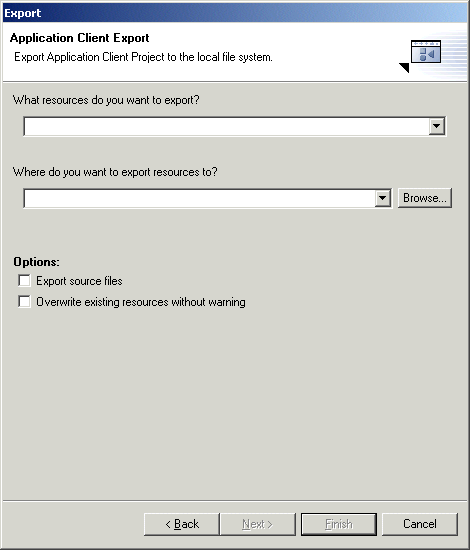 Export
Application Client Export
Export Application Client Project to the local file system.
What resources do you want to export?
Where do you want to export resources to?
Browse...
Options:
Export source files
Overwrite existing resources without warning
< Back
Next >
Finish
Cancel